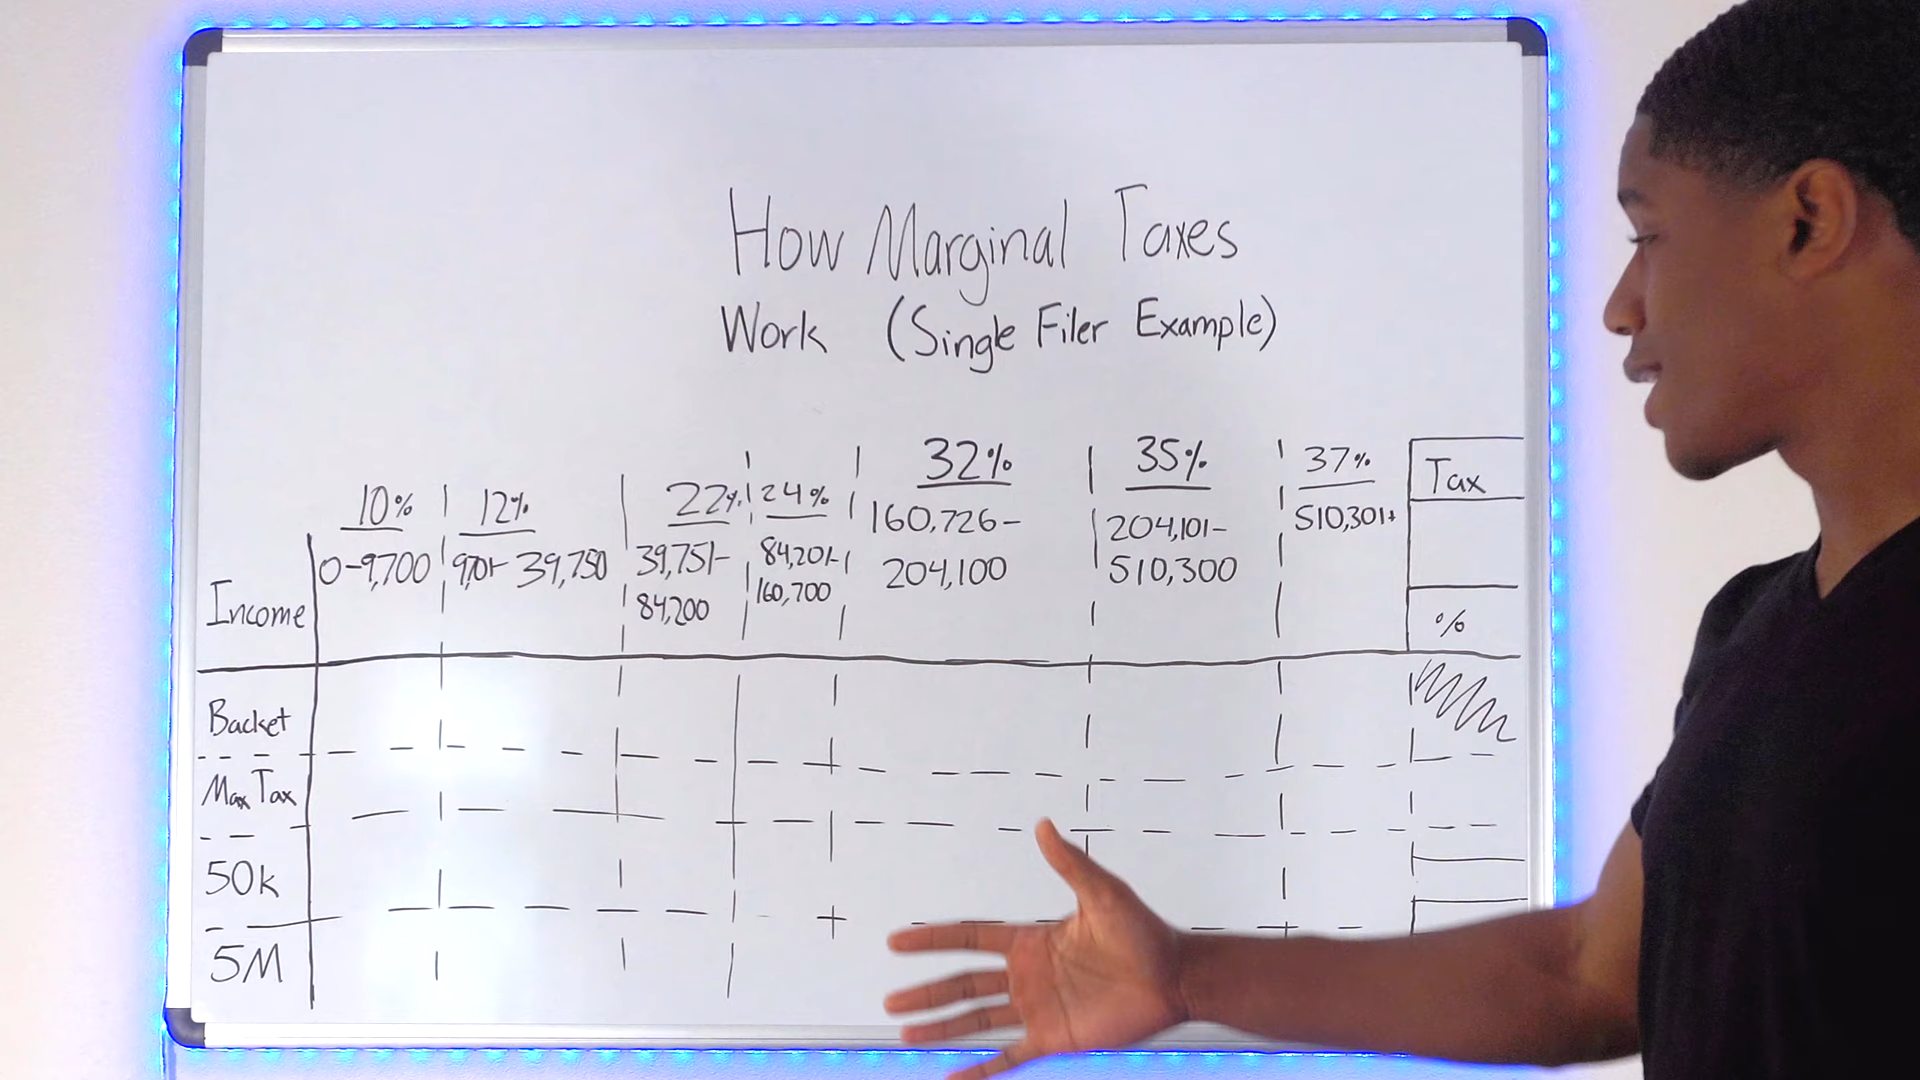 How Marginal Taxes
Work (Single Filer Example)
10%
12%
22%
24%
32%
35%
37%
Tax
0-9,700
9,701- 39,750
39,751-
84,200
84,201-
160,700
160,726-
204,100
204,101-
510,300
510,301+
Income
%
Backet
Max Tax
50k
5M